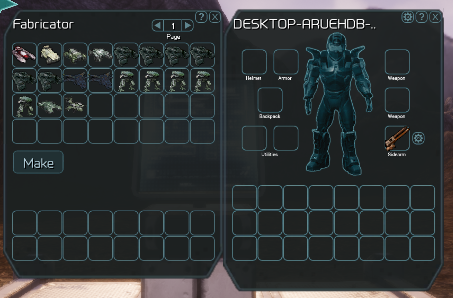 Fabricator
1
Page
Make
DESKTOP-ARUEHDB-..
Helmet
Armor
Weapon
Backpack
Weapon
Utilities
Sidearm